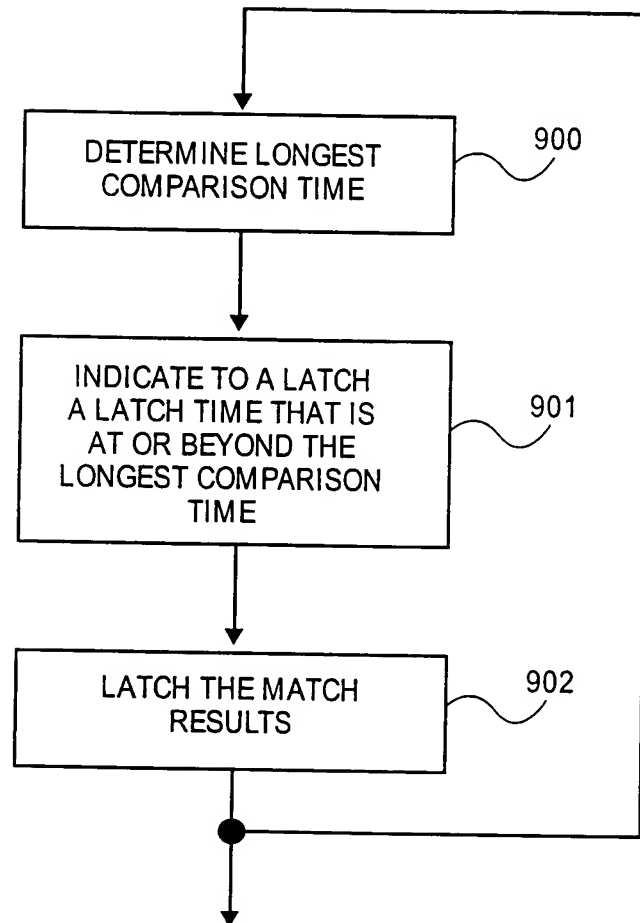 DETERMINE LONGEST
COMPARISON TIME
900
INDICATE TO A LATCH
A LATCH TIME THAT IS
AT OR BEYOND THE
LONGEST COMPARISON
TIME
901
LATCH THE MATCH
RESULTS
902